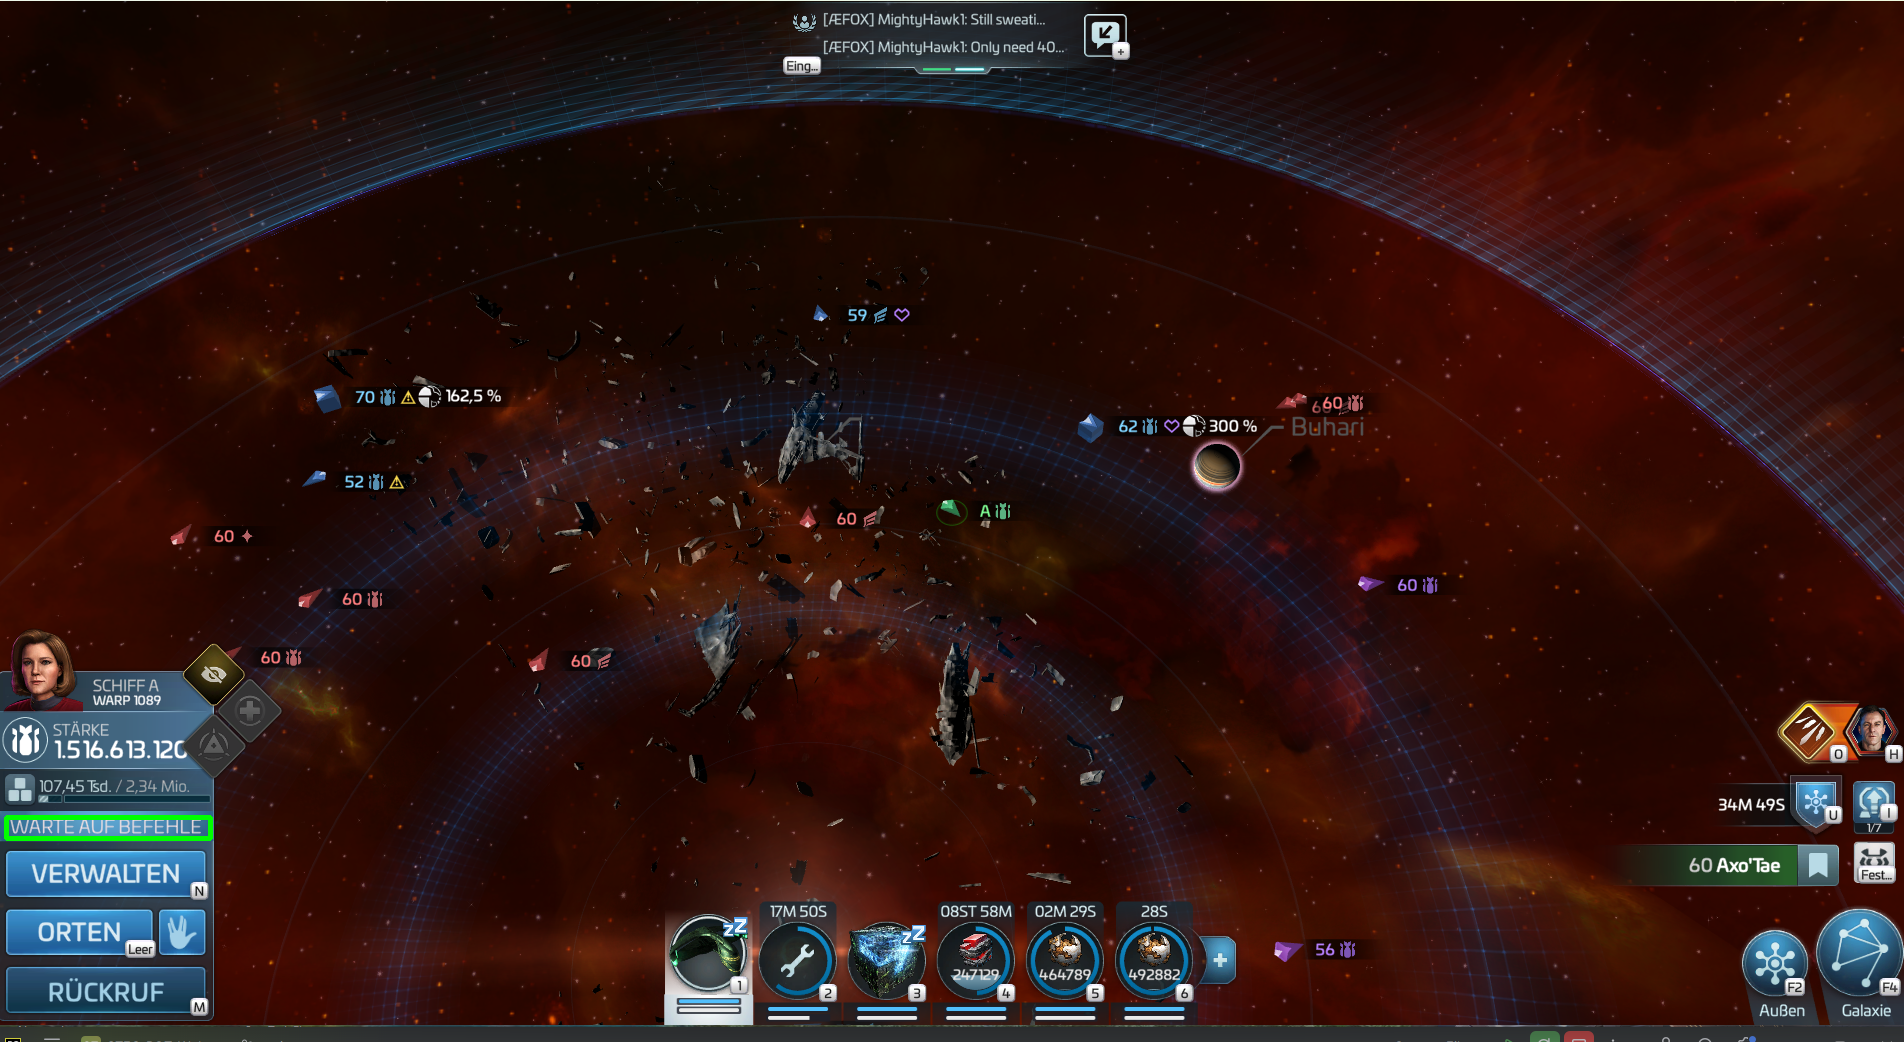 [ÆFOX] MightyHawk1: Still sweati...
[ÆFOX] MightyHawk1: Only need 40...
+
Eing...
59
70 162,5 %
60
62 300 %
Buhari
52
60
A
60
60
60
60
60
SCHIFF A
WARP 1089
STÄRKE
1.516.613.120
107,45 Tsd. / 2,34 Mio.
WARTE AUF BEFEHLE
VERWALTEN
N
ORTEN
Leer
RÜCKRUF
M
zZ
1
17M 50S
2
zZ
3
08ST 58M
247129
4
02M 29S
464789
5
28S
492882
6
+
56
O
H
34M 49S
U
I
1/7
60 Axo'Tae
Fest...
F2
Außen
F4
Galaxie